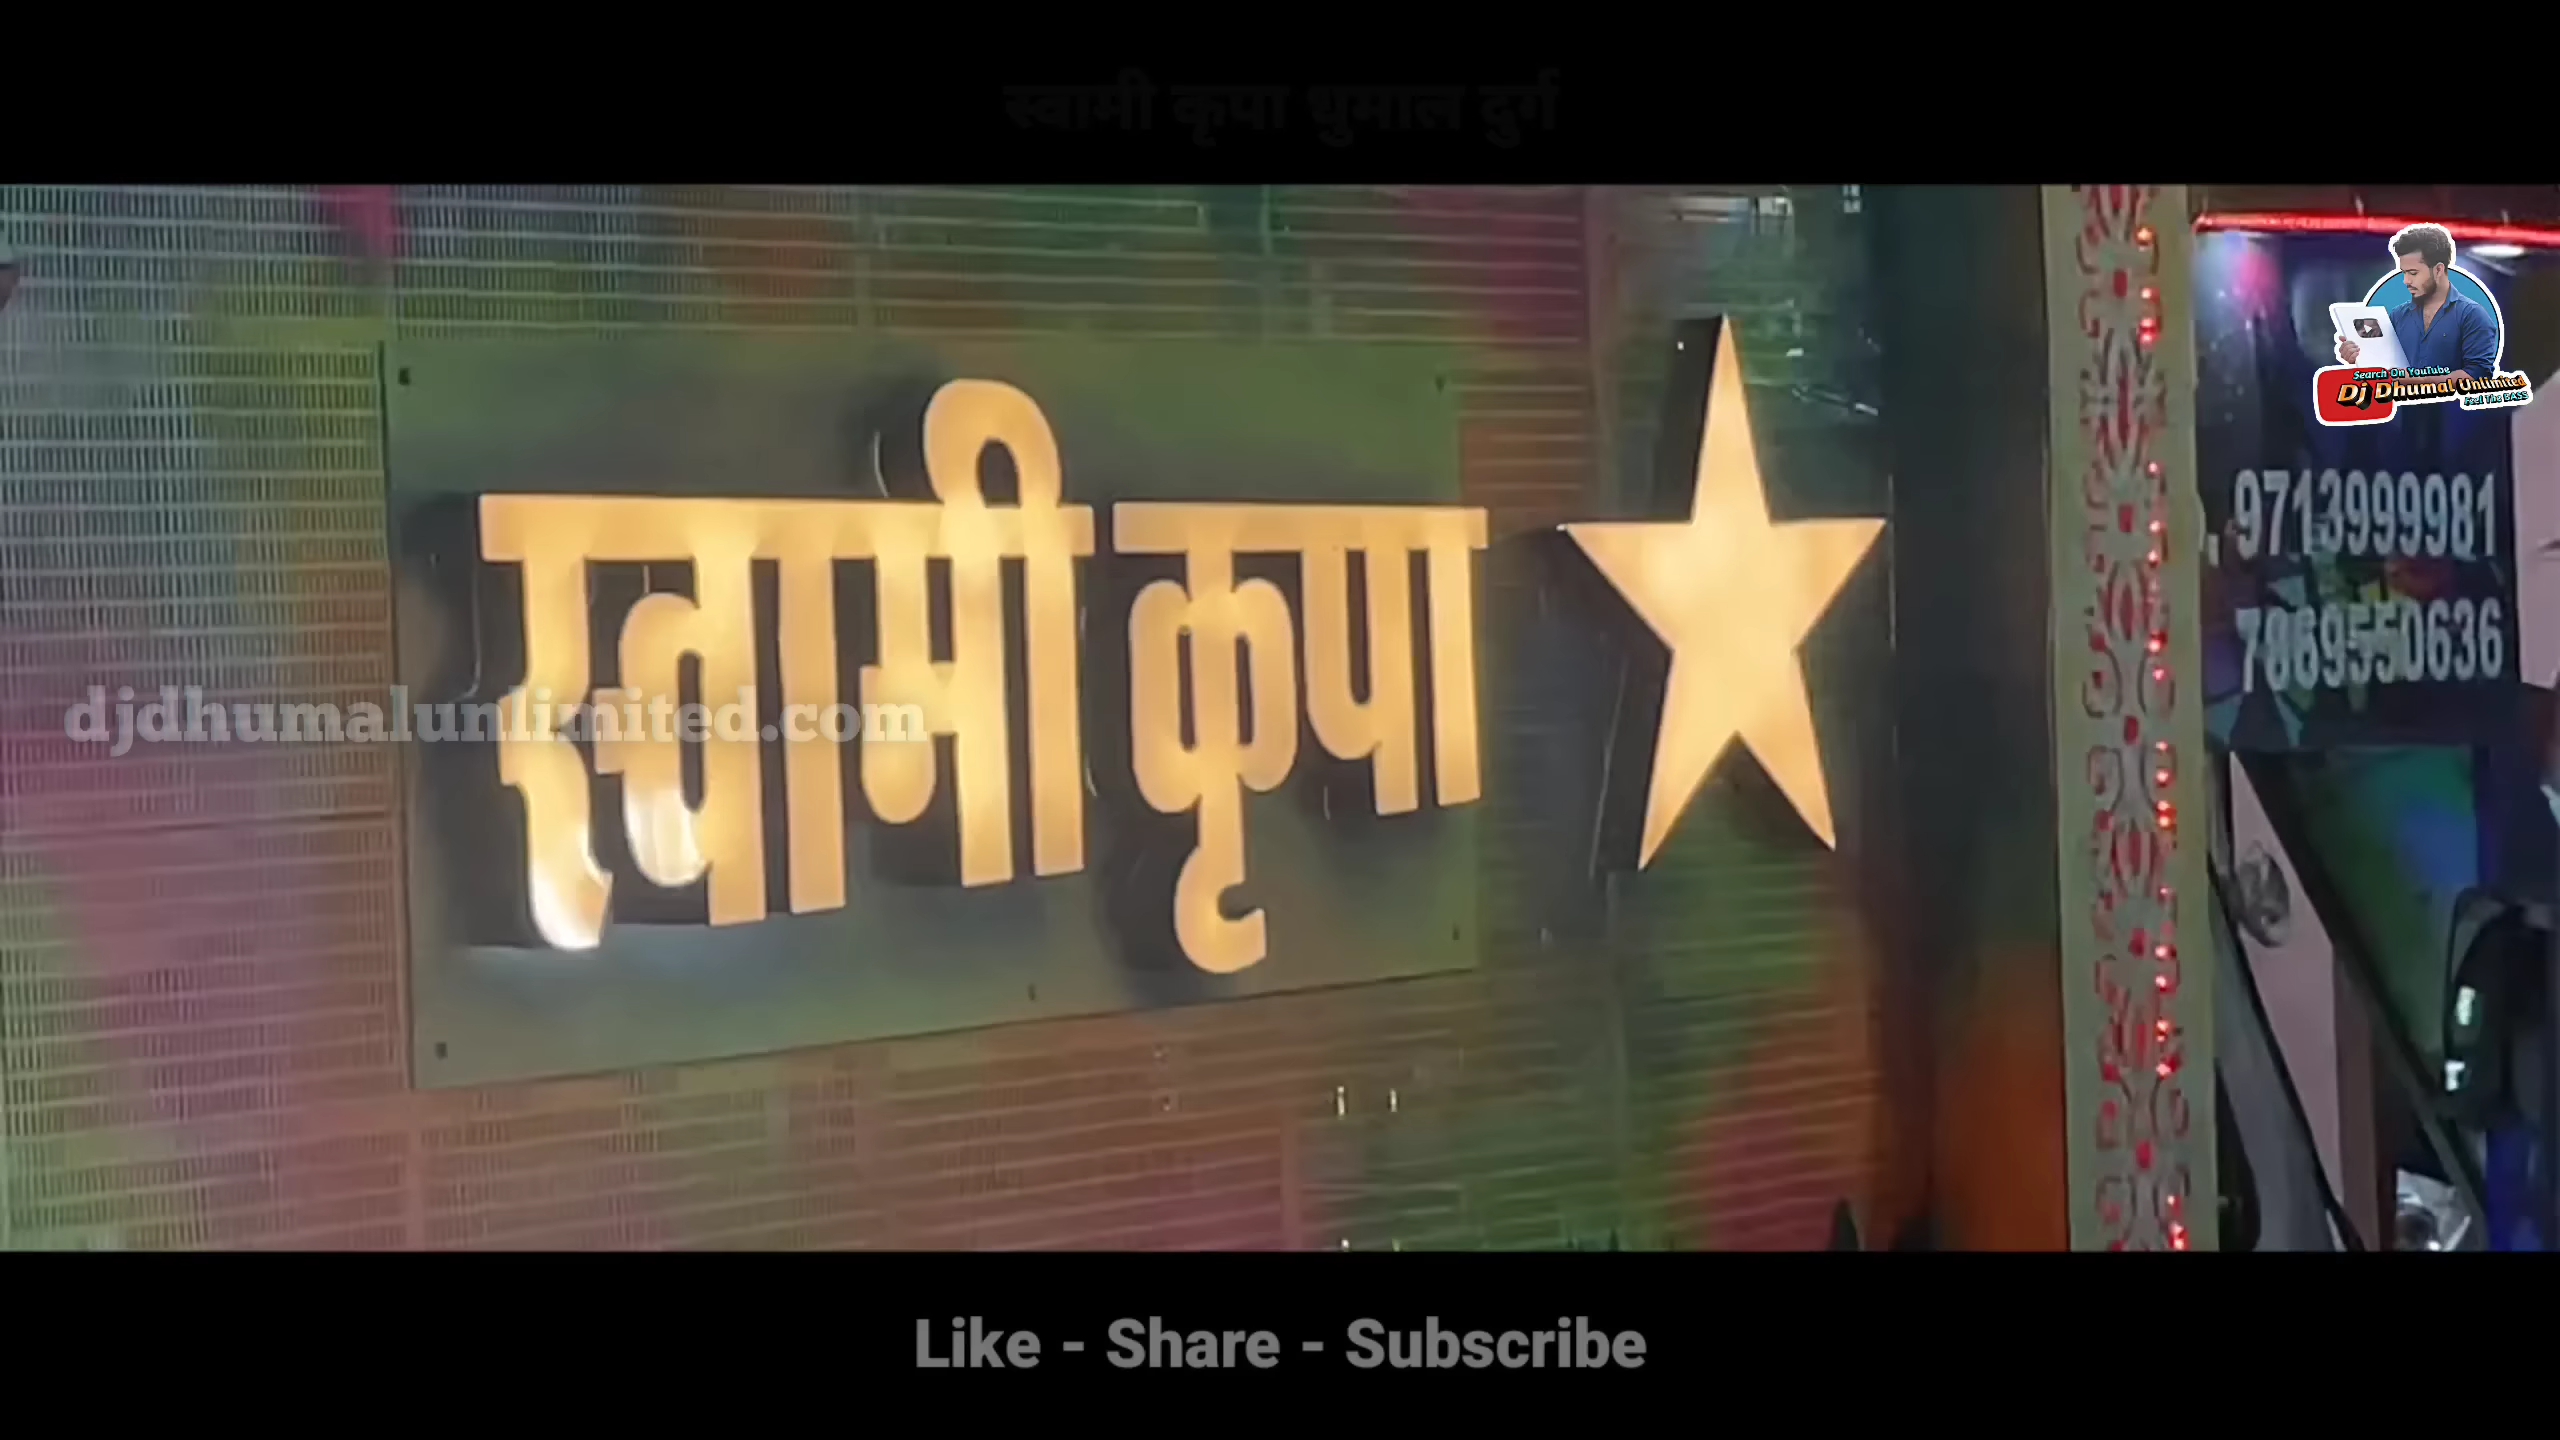 स्वामी कृपा धुमाल दुर्ग
Search On YouTube
Dj Dhumal Unlimited
Feel The BASS
9713999981
7869550636
स्वामी कृपा
djdhumalunlimited.com
Like - Share - Subscribe